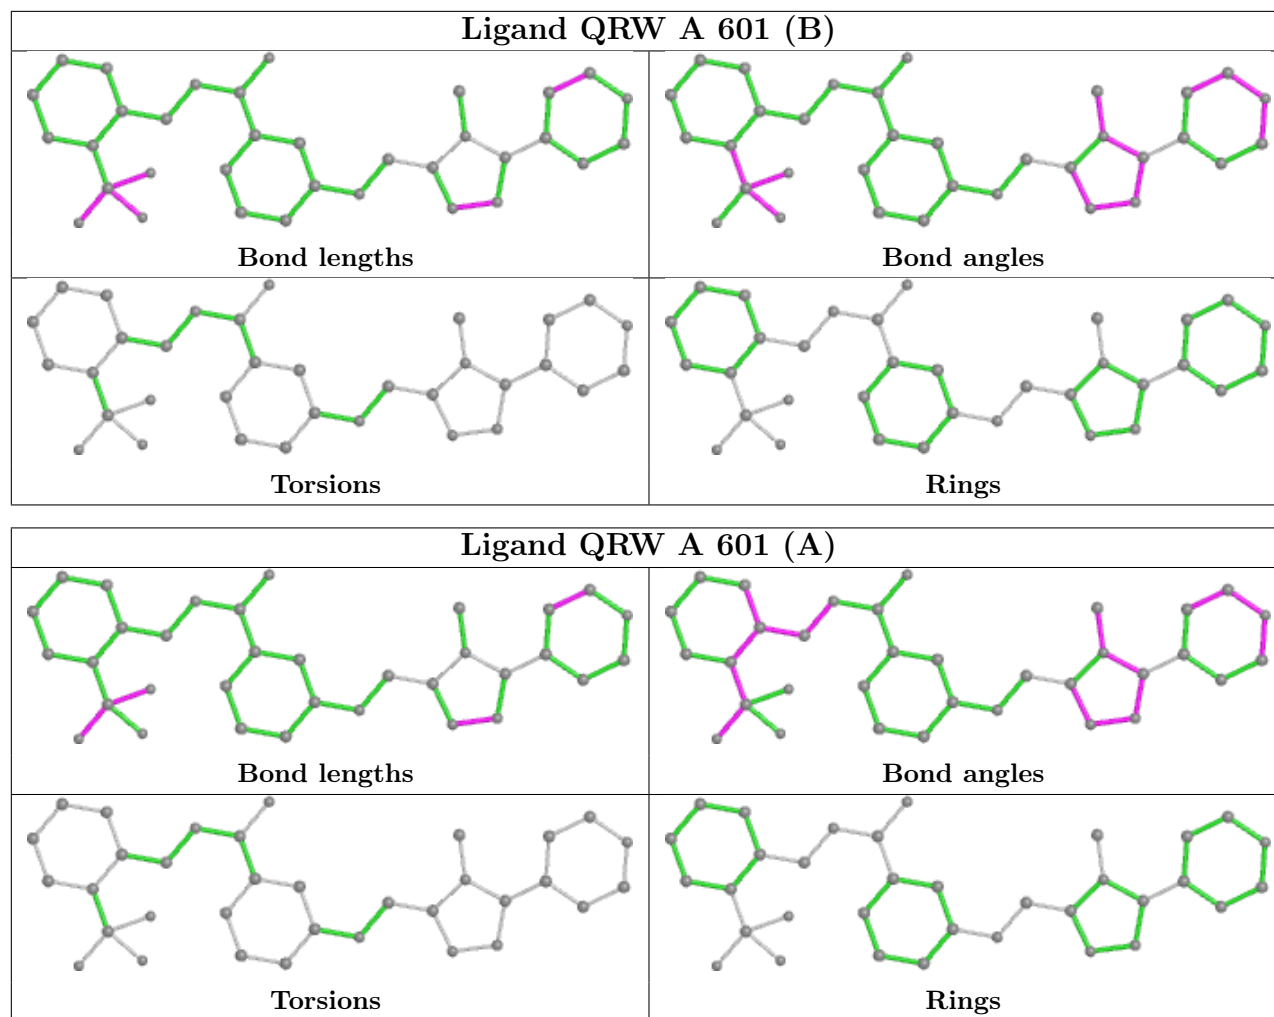 Ligand QRW A 601 (B)
Bond lengths
Bond angles
Torsions
Rings
Ligand QRW A 601 (A)
Bond lengths
Bond angles
Torsions
Rings